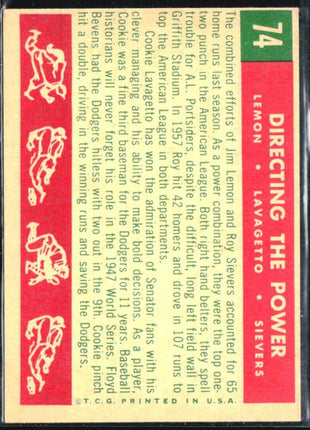 74
DIRECTING THE POWER
LEMON • LAVAGETTO • SIEVERS
The combined efforts of Jim Lemon and Roy Sievers accounted for 65
home runs last season. As a power combination, they were the top one
two punch in the American League. Both right hand belters, they spell
trouble for A.L. Portsiders, despite the difficult, long left field wall in
Griffith Stadium. In 1957 Roy hit 42 homers and drove in 107 runs to
top the American League in both departments.
Cookie Lavagetto has won the admiration of Senator fans with his
clever managing and his ability to make bold decisions. As a player
Cookie was a fine third baseman for the Dodgers for 11 years. Baseball
historians will never forget his role in the 1947 World Series. Floyd
Bevens had the Dodgers hitless with two out in the 9th. Cookie pinch
hit a double, driving in the winning runs and saving the Dodgers.
©T.C.G. PRINTED IN U.S.A.